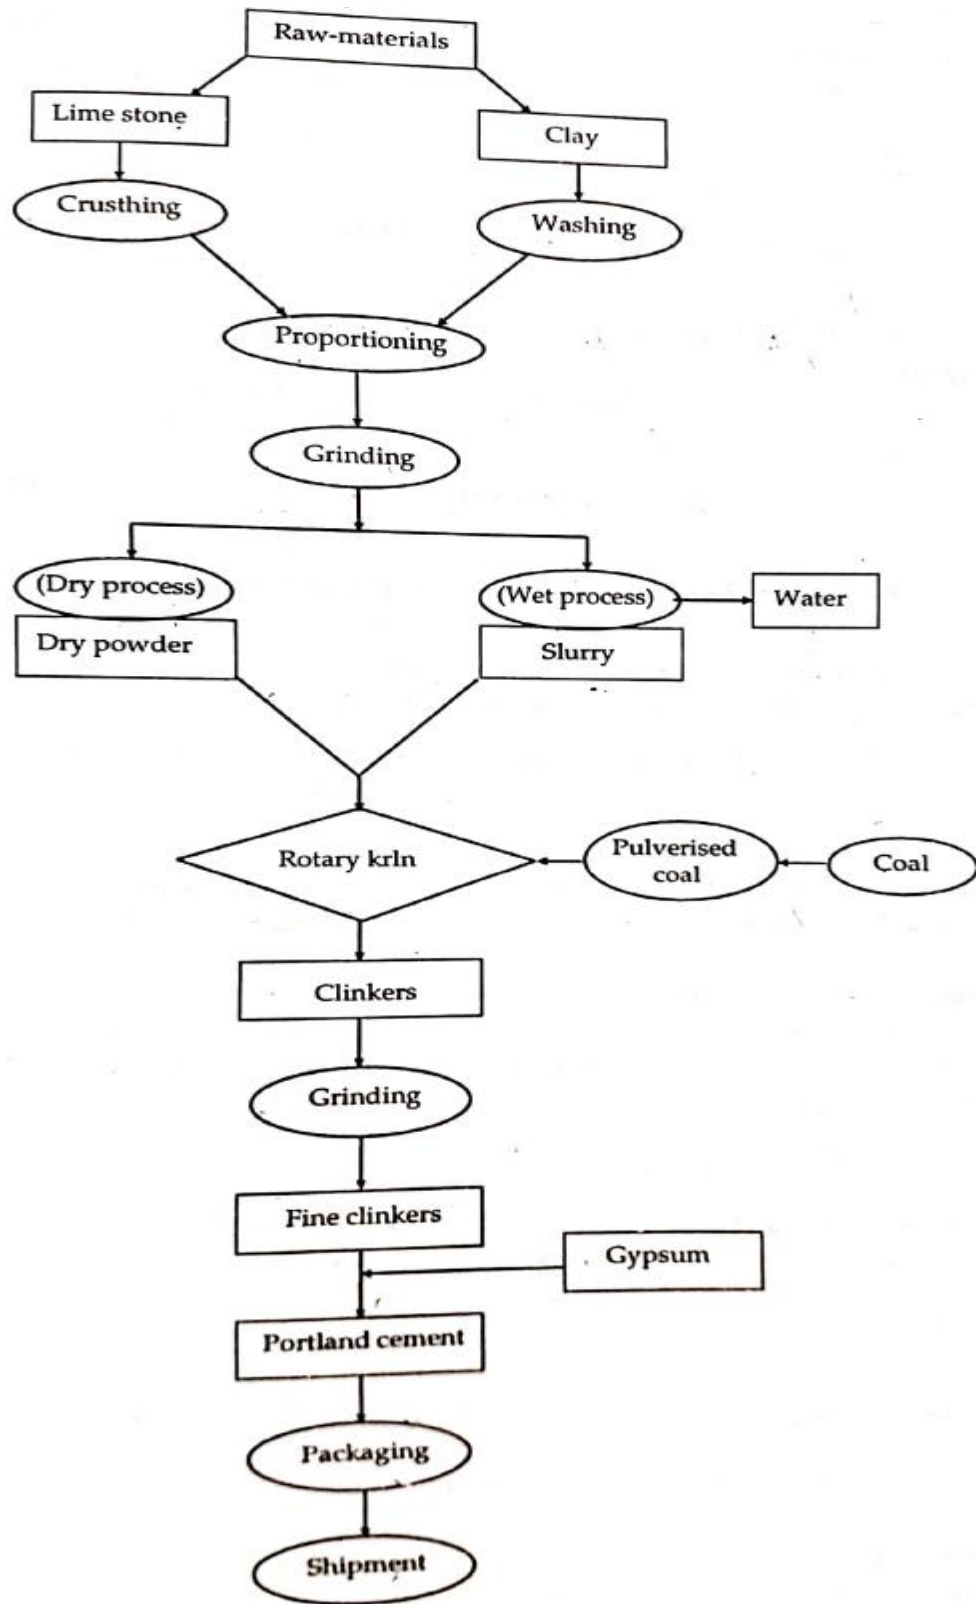 Raw-materials
Lime stone
Clay
Crusthing
Washing
Proportioning
Grinding
(Dry process)
(Wet process)
Water
Dry powder
Slurry
Rotary krln
Pulverised
coal
Coal
Clinkers
Grinding
Fine clinkers
Gypsum
Portland cement
Packaging
Shipment